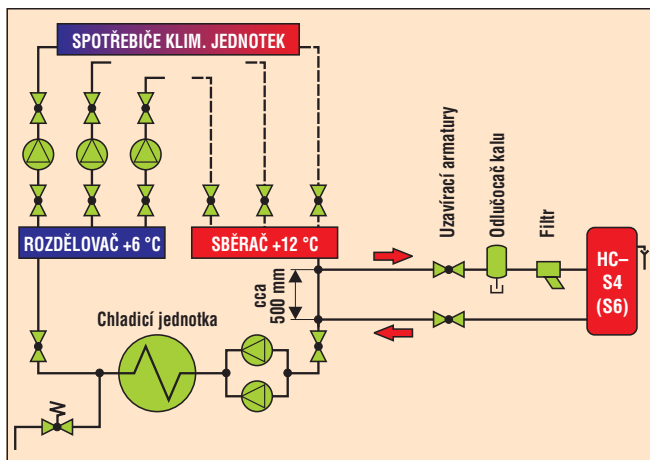 SPOTŘEBIČE KLIM. JEDNOTEK
Uzavírací armatury
Odlučocač kalu
Filtr
ROZDĚLOVAČ +6 °C
SBĚRAČ +12 °C
HC–
S4
(S6)
cca
500 mm
Chladicí jednotka